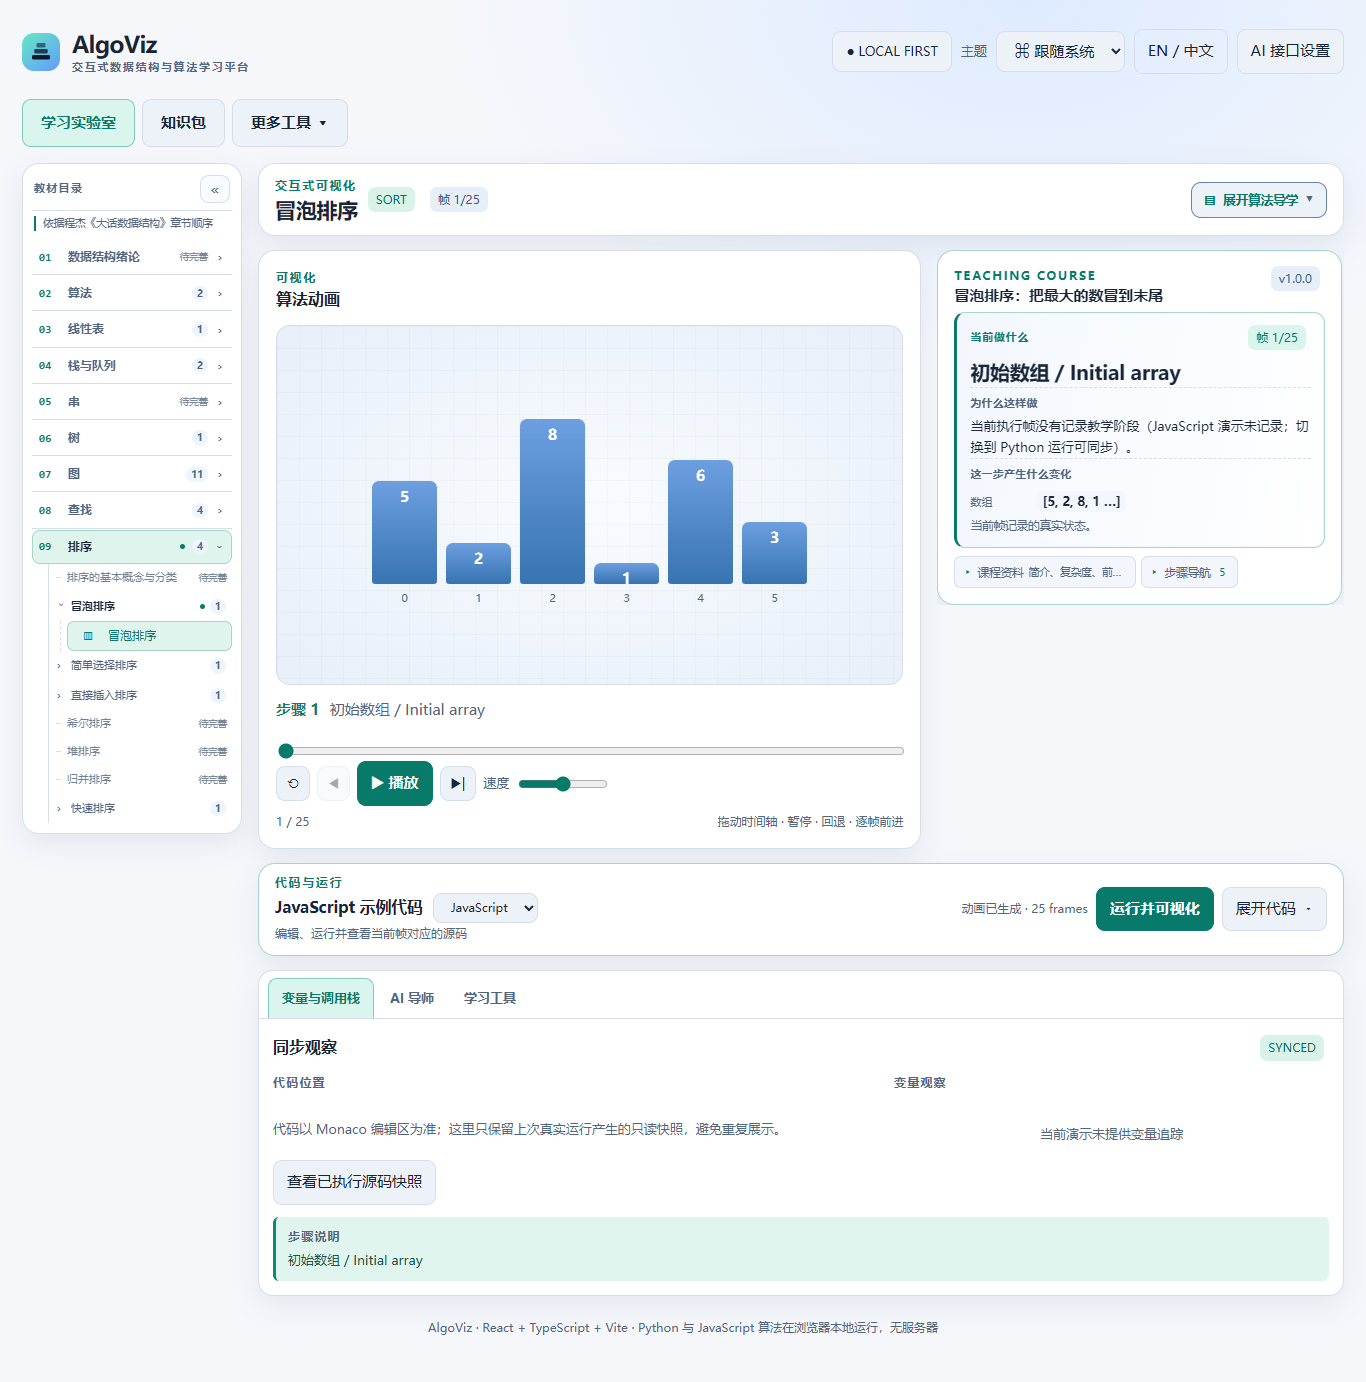 AlgoViz
交互式数据结构与算法学习平台
● LOCAL FIRST
主题
⌘ 跟随系统
EN / 中文
AI 接口设置
学习实验室
知识包
更多工具 ▾
教材目录
«
依据程杰《大话数据结构》章节顺序
01 数据结构绪论 待完善 ›
02 算法 2 ›
03 线性表 1 ›
04 栈与队列 2 ›
05 串 待完善 ›
06 树 1 ›
07 图 11 ›
08 查找 4 ›
09 排序 ● 4
排序的基本概念与分类 待完善
冒泡排序 ● 1
冒泡排序
› 简单选择排序 1
› 直接插入排序 1
希尔排序 待完善
堆排序 待完善
归并排序 待完善
› 快速排序 1
交互式可视化
冒泡排序 SORT 帧 1/25
展开算法导学 ▾
可视化
算法动画
5 2 8 1 6 3
0 1 2 3 4 5
步骤 1 初始数组 / Initial array
▶ 播放
速度
1 / 25
拖动时间轴 · 暂停 · 回退 · 逐帧前进
TEACHING COURSE
v1.0.0
冒泡排序：把最大的数冒到末尾
当前做什么
帧 1/25
初始数组 / Initial array
为什么这样做
当前执行帧没有记录教学阶段（JavaScript 演示未记录；切
换到 Python 运行可同步）。
这一步产生什么变化
数组 [5, 2, 8, 1 …]
当前帧记录的真实状态。
▸ 课程资料 简介、复杂度、前…
▸ 步骤导航 5
代码与运行
JavaScript 示例代码 JavaScript
编辑、运行并查看当前帧对应的源码
动画已生成 · 25 frames
运行并可视化
展开代码
变量与调用栈
AI 导师
学习工具
同步观察
SYNCED
代码位置
变量观察
代码以 Monaco 编辑区为准；这里只保留上次真实运行产生的只读快照，避免重复展示。
当前演示未提供变量追踪
查看已执行源码快照
步骤说明
初始数组 / Initial array
AlgoViz · React + TypeScript + Vite · Python 与 JavaScript 算法在浏览器本地运行，无服务器